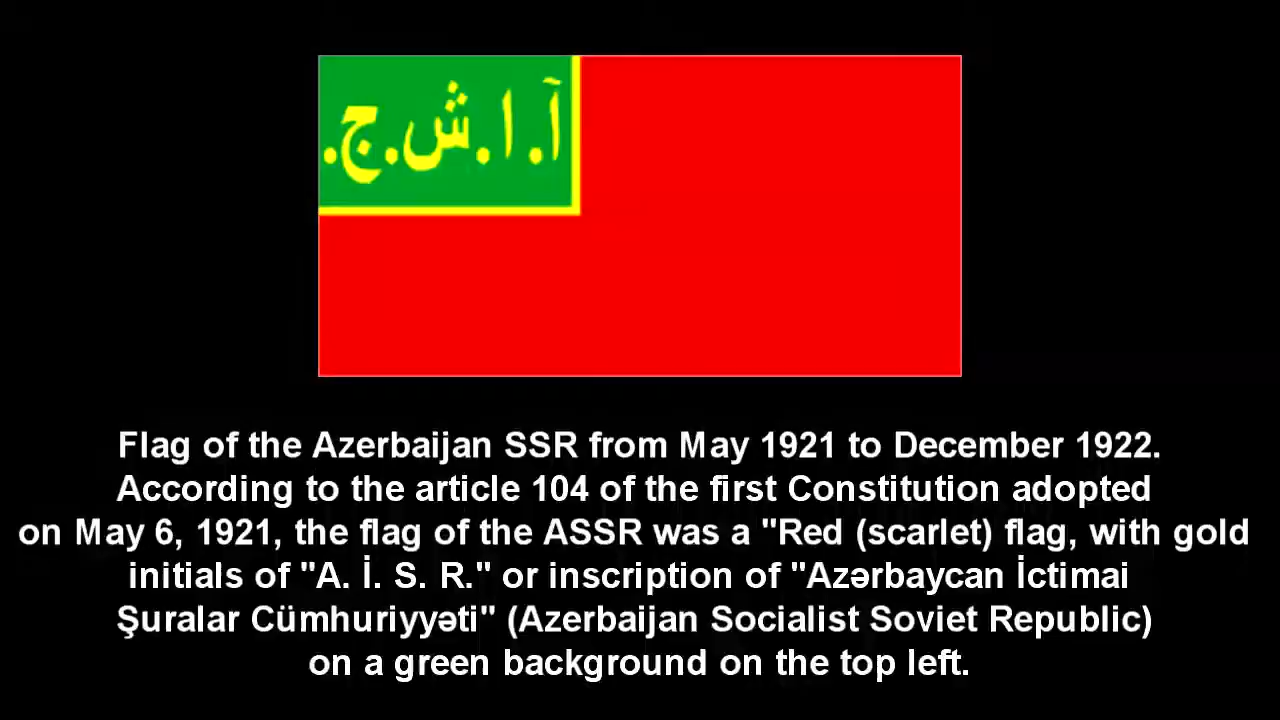 آ.ا.ش.ج.
Flag of the Azerbaijan SSR from May 1921 to December 1922.
According to the article 104 of the first Constitution adopted
on May 6, 1921, the flag of the ASSR was a "Red (scarlet) flag, with gold
initials of "A. İ. S. R." or inscription of "Azərbaycan İctimai
Şuralar Cümhuriyyəti" (Azerbaijan Socialist Soviet Republic)
on a green background on the top left.